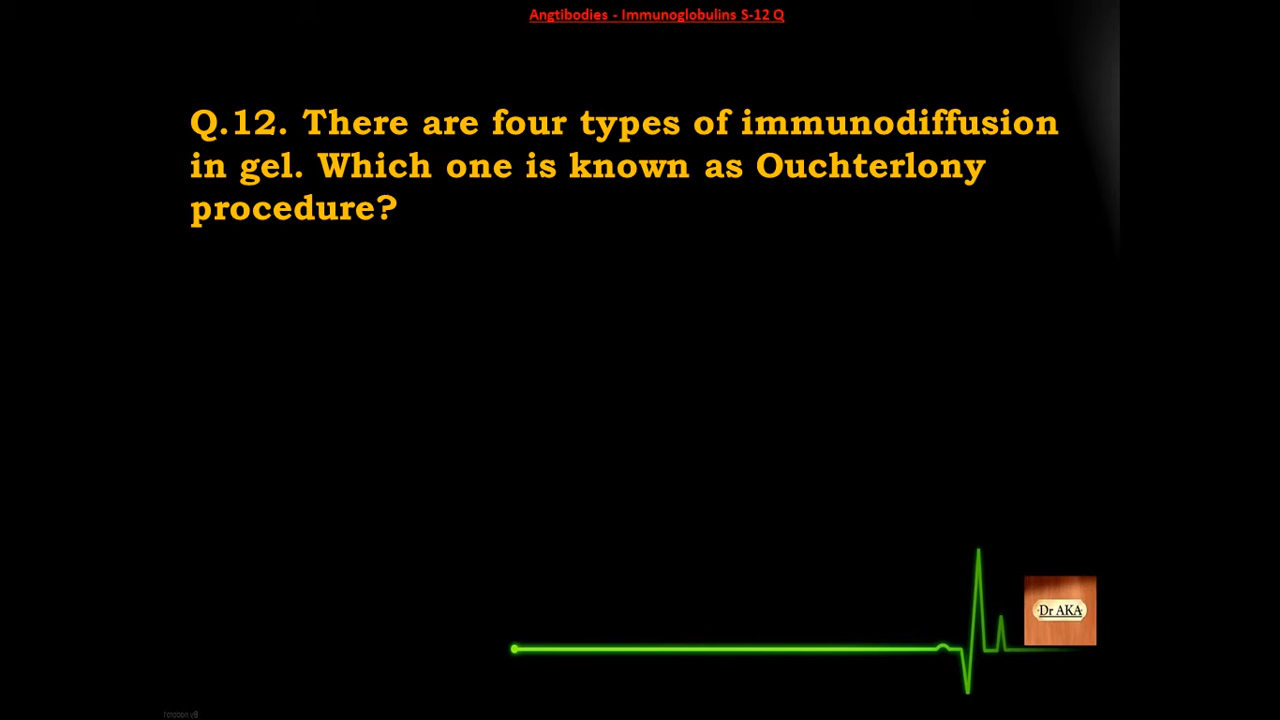 Angtibodies - Immunoglobulins S-12 Q
Q.12. There are four types of immunodiffusion
in gel. Which one is known as Ouchterlony
procedure?
Dr AKA